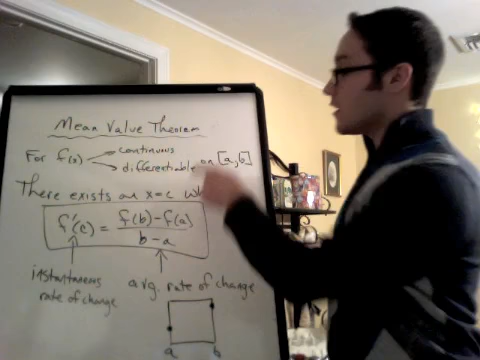 Mean Value Theorem
For f(x) continuous
differentiable on [a,b]
There exists an x=c
f'(c) = f(b)-f(a)
b-a
instantaneous
rate of change
avg. rate of change
a